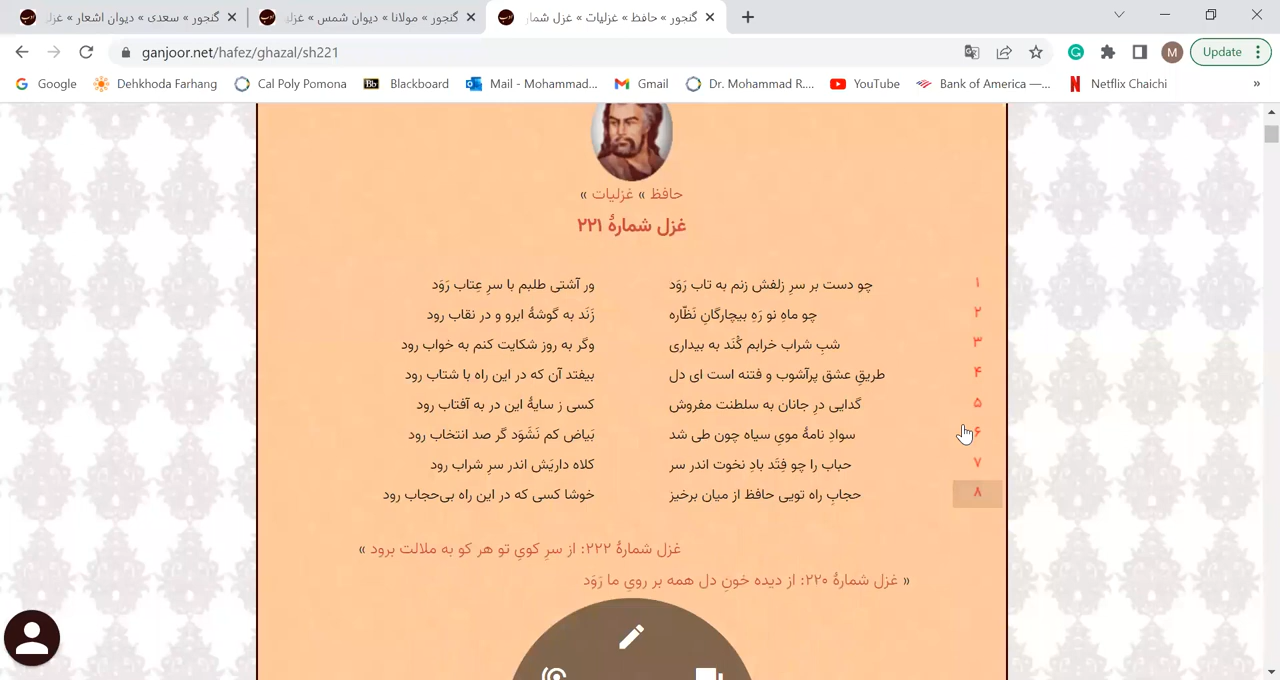 گنجور » سعدی » دیوان اشعار » غزل
گنجور » مولانا » دیوان شمس » غزلی
گنجور » حافظ » غزلیات » غزل شمار
ganjoor.net/hafez/ghazal/sh221
Update
Google
Dehkhoda Farhang
Cal Poly Pomona
Bb Blackboard
Mail - Mohammad...
Gmail
Dr. Mohammad R....
YouTube
Bank of America —...
Netflix Chaichi
»
M
حافظ » غزلیات »
غزل شمارهٔ ۲۲۱
۱ چو دست بر سرِ زلفش زنم به تاب رَوَد ور آشتی طلبم با سرِ عِتاب رَوَد
۲ چو ماهِ نو رَهِ بیچارگانِ نَظّاره زَنَد به گوشهٔ ابرو و در نقاب رود
۳ شبِ شراب خرابم کُنَد به بیداری وگر به روز شکایت کنم به خواب رود
۴ طریقِ عشق پرآشوب و فتنه است ای دل بیفتد آن که در این راه با شتاب رود
۵ گدایی درِ جانان به سلطنت مفروش کسی ز سایهٔ این در به آفتاب رود
۶ سوادِ نامهٔ مویِ سیاه چون طی شد بَیاض کم نَشَوَد گر صد انتخاب رود
۷ حباب را چو فِتَد بادِ نخوت اندر سر کلاه داریَش اندر سرِ شراب رود
۸ حجابِ راه تویی حافظ از میان برخیز خوشا کسی که در این راه بی‌حجاب رود
غزل شمارهٔ ۲۲۲: از سرِ کویِ تو هر کو به ملالت برود »
« غزل شمارهٔ ۲۲۰: از دیده خونِ دل همه بر رویِ ما رَوَد